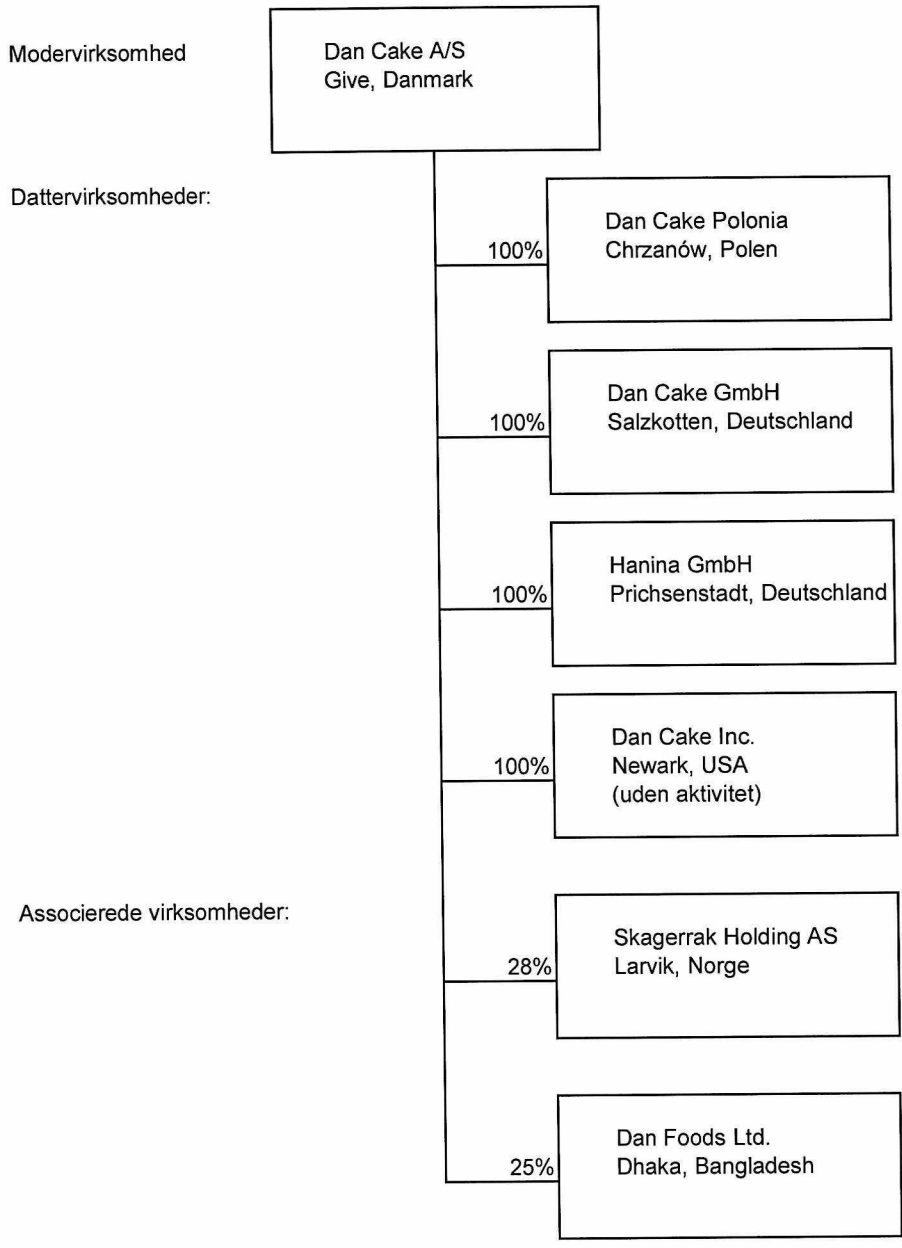 Modervirksomhed
Dan Cake A/S
Give, Danmark
Dattervirksomheder:
100%
Dan Cake Polonia
Chrzanów, Polen
100%
Dan Cake GmbH
Salzkotten, Deutschland
100%
Hanina GmbH
Prichsenstadt, Deutschland
100%
Dan Cake Inc.
Newark, USA
(uden aktivitet)
Associerede virksomheder:
28%
Skagerrak Holding AS
Larvik, Norge
25%
Dan Foods Ltd.
Dhaka, Bangladesh